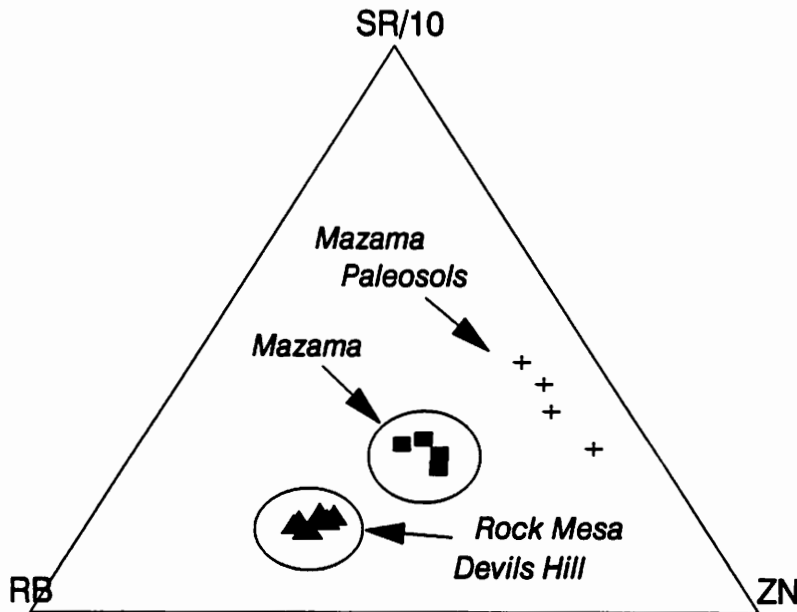 SR/10
Mazama
Paleosols
Mazama
Rock Mesa
Devils Hill
RB
ZN